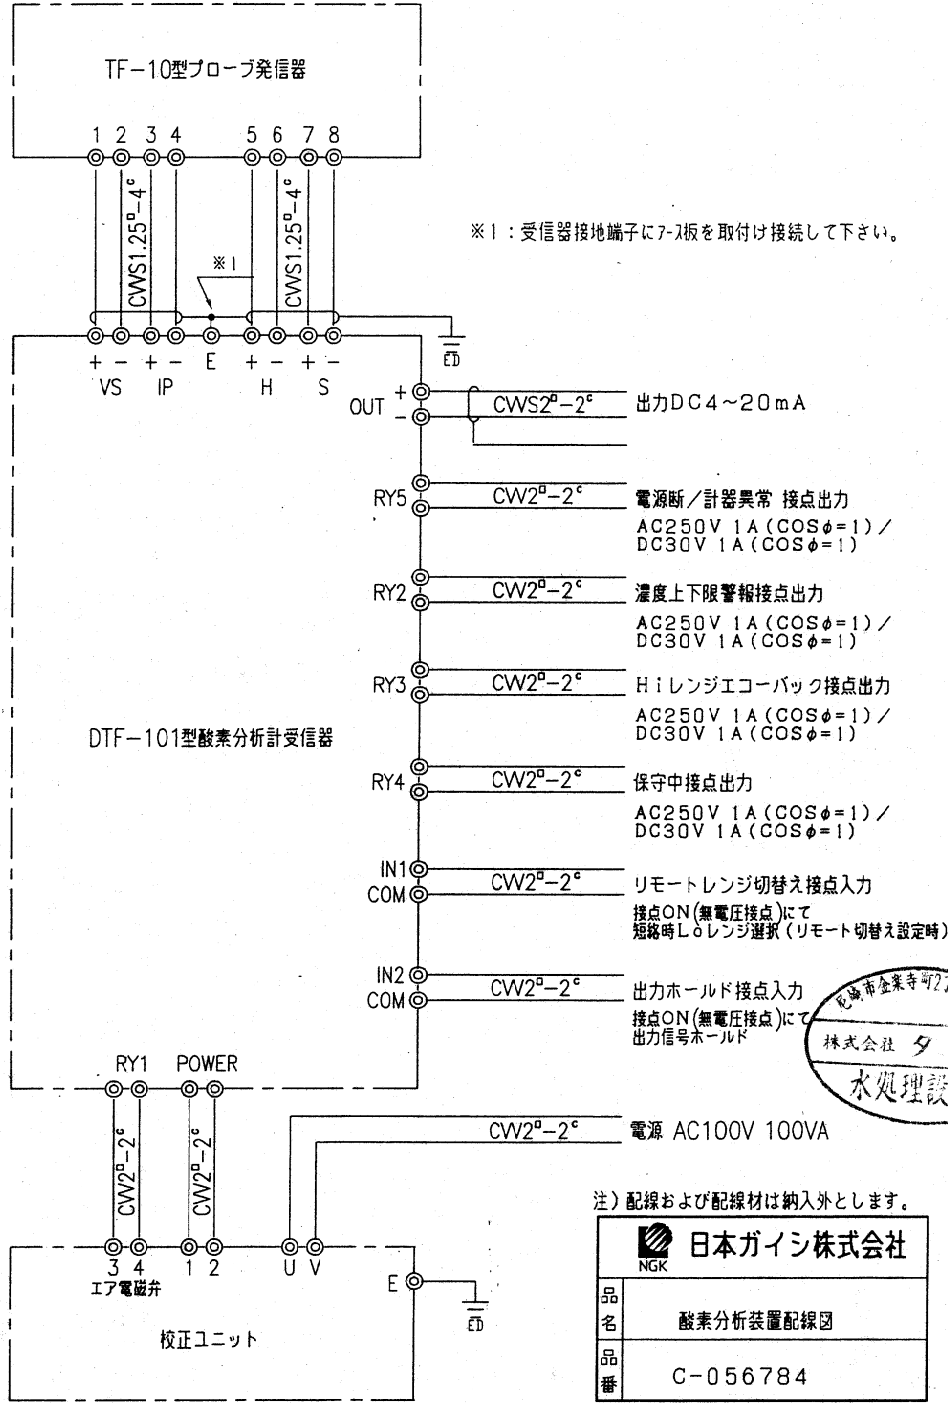 TF-10型プローブ発信器
1 2 3 4 5 6 7 8
CWS1.25□-4c
CWS1.25□-4c
※1
※1：受信器接地端子にアース板を取付け接続して下さい。
+ - + - E + - + -
VS IP H S
ED
OUT + -
CWS2□-2c
出力DC4～20mA
RY5
CW2□-2c
電源断／計器異常 接点出力
AC250V 1A(COSφ=1)／
DC30V 1A(COSφ=1)
RY2
CW2□-2c
濃度上下限警報接点出力
AC250V 1A(COSφ=1)／
DC30V 1A(COSφ=1)
RY3
CW2□-2c
Hiレンジエコーバック接点出力
AC250V 1A(COSφ=1)／
DC30V 1A(COSφ=1)
DTF-101型酸素分析計受信器
RY4
CW2□-2c
保守中接点出力
AC250V 1A(COSφ=1)／
DC30V 1A(COSφ=1)
IN1
COM
CW2□-2c
リモートレンジ切替え接点入力
接点ON(無電圧接点)にて
短絡時Loレンジ選択(リモート切替え設定時)
IN2
COM
CW2□-2c
出力ホールド接点入力
接点ON(無電圧接点)にて
出力信号ホールド
尼崎市金楽寺町2丁
株式会社 タ
水処理設
RY1 POWER
CW2□-2c
CW2□-2c
CW2□-2c
電源 AC100V 100VA
3 4 1 2 U V
エア電磁弁
E
ED
校正ユニット
注)配線および配線材は納入外とします。
NGK
日本ガイシ株式会社
品名
酸素分析装置配線図
品番
C-056784